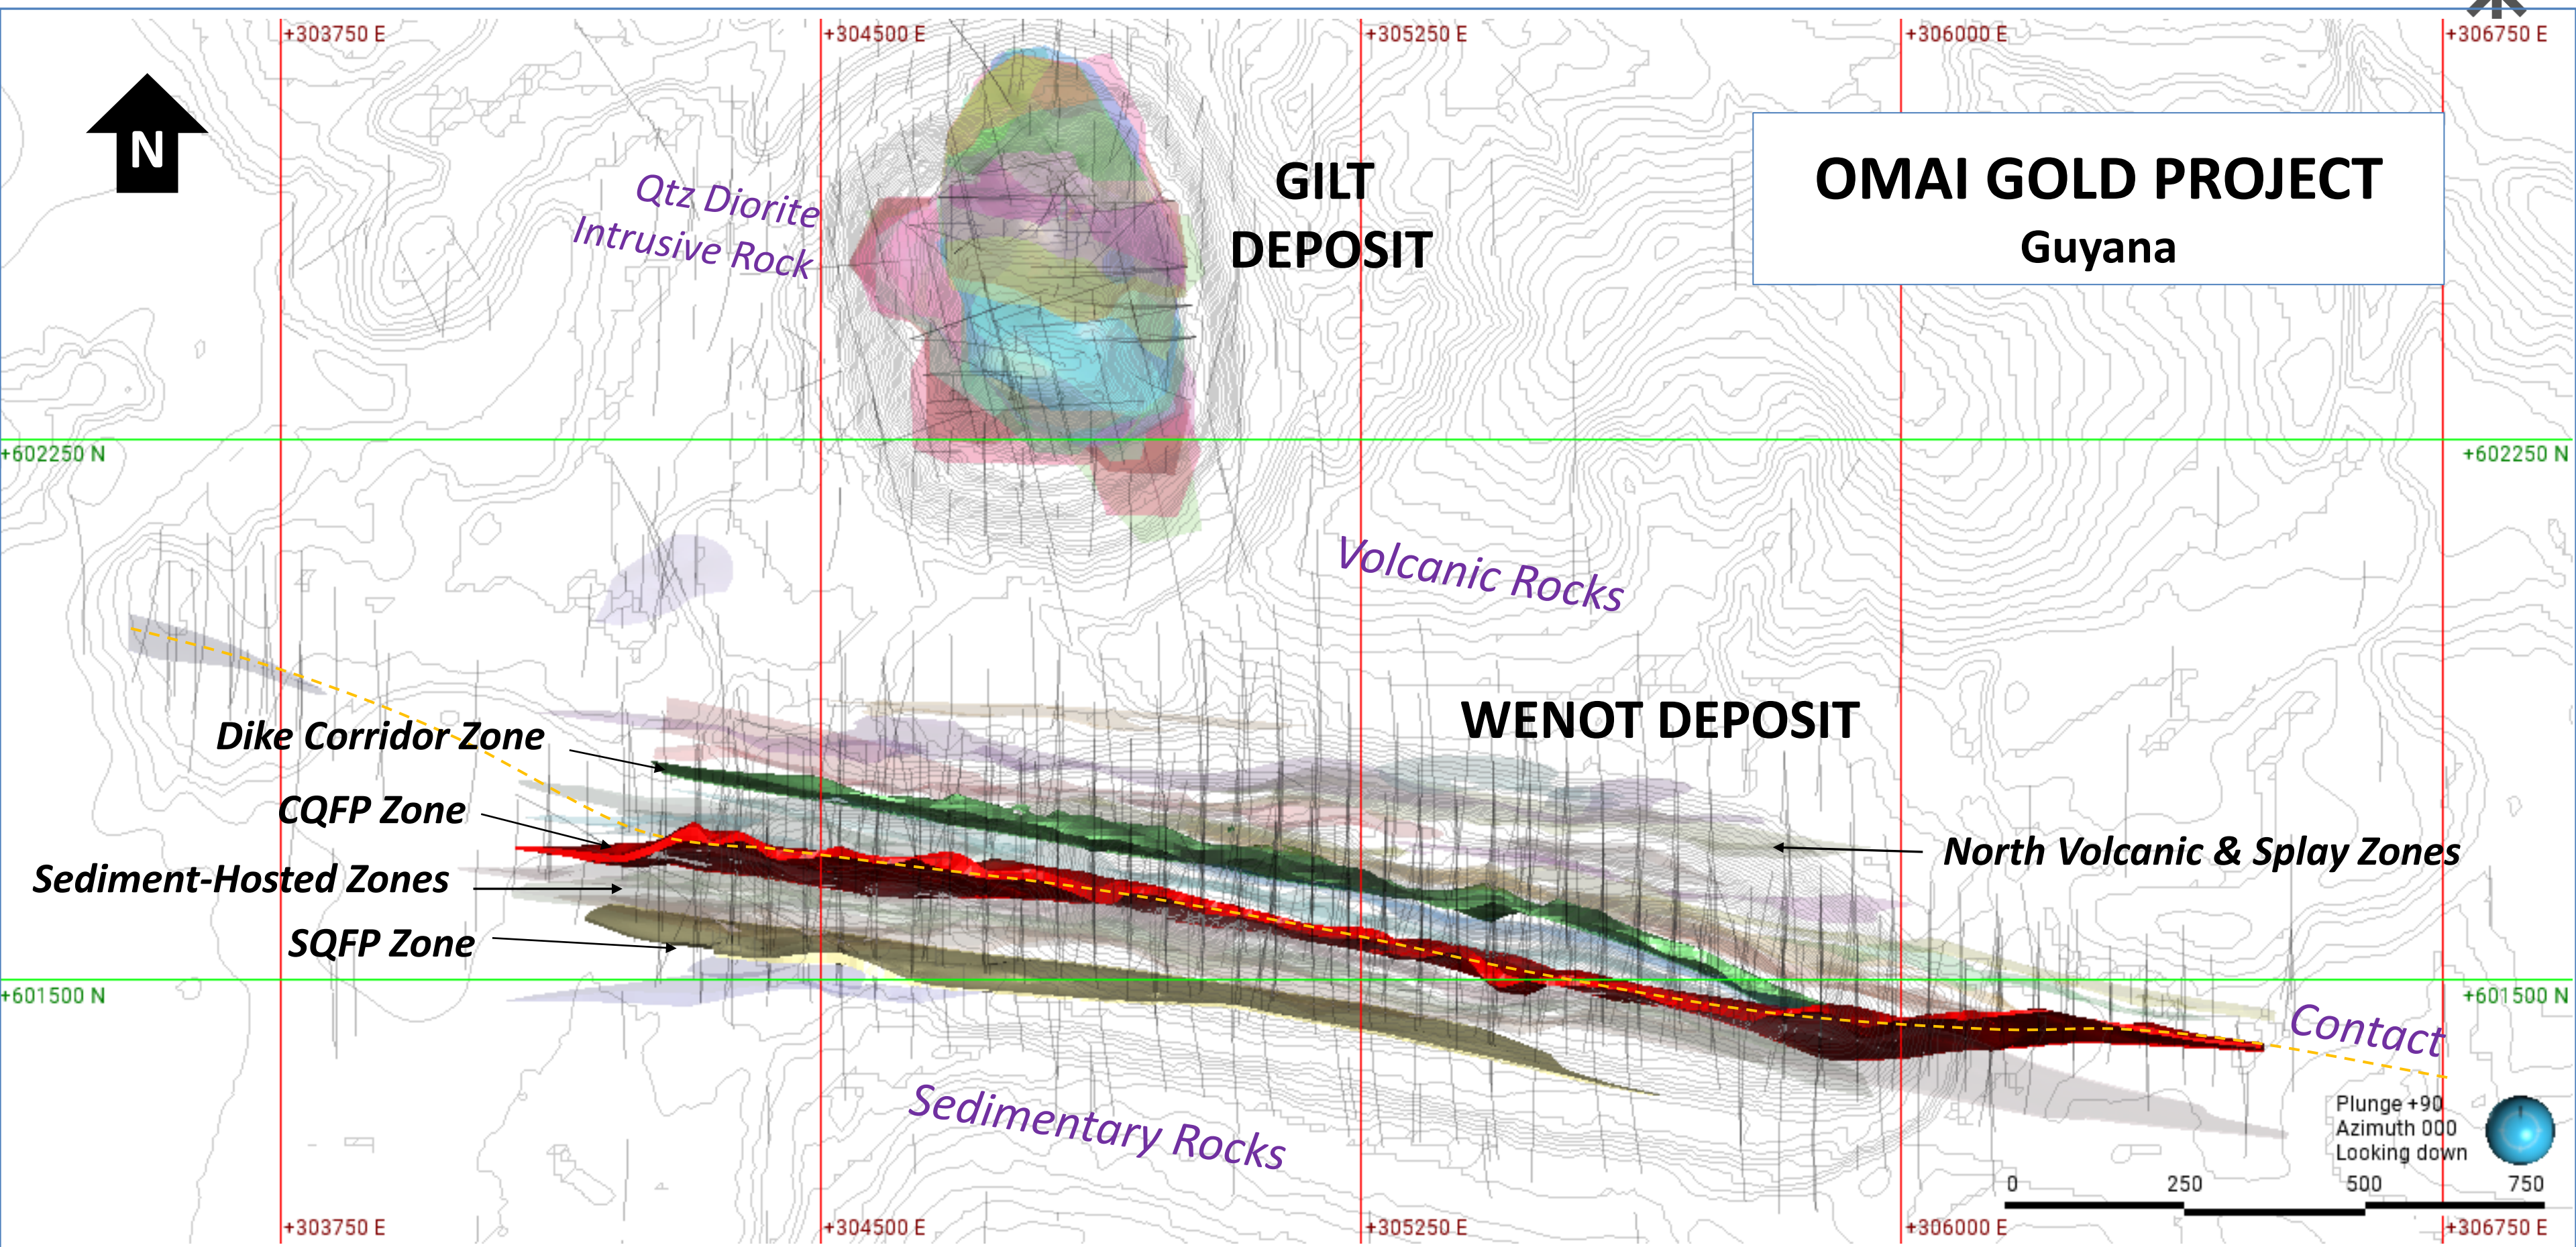 +303750 E
+304500 E
+305250 E
+306000 E
+306750 E
N
OMAI GOLD PROJECT
Guyana
GILT
DEPOSIT
Qtz Diorite
Intrusive Rock
+602250 N
+602250 N
Volcanic Rocks
WENOT DEPOSIT
Dike Corridor Zone
CQFP Zone
North Volcanic & Splay Zones
Sediment-Hosted Zones
SQFP Zone
+601500 N
+601500 N
Contact
Sedimentary Rocks
Plunge +90
Azimuth 000
Looking down
0 250 500 750
+303750 E
+304500 E
+305250 E
+306000 E
+306750 E